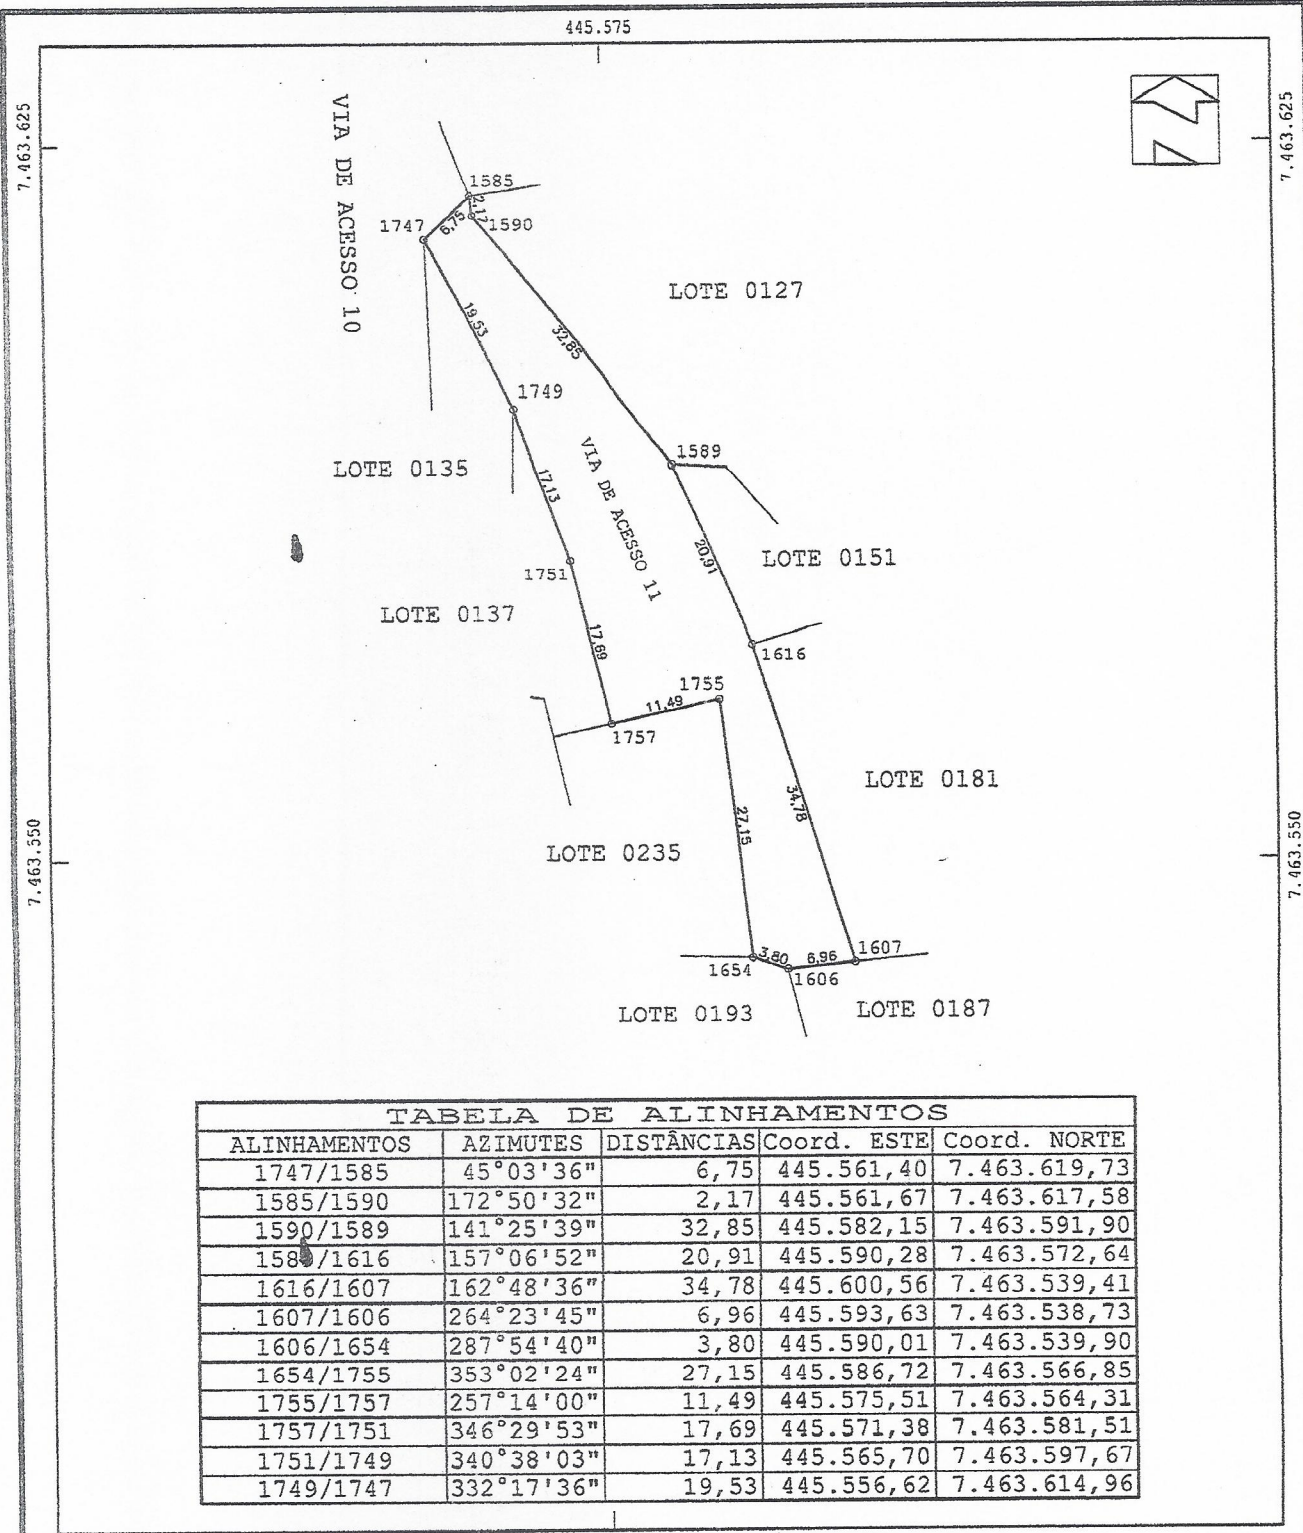 445.575
7.463.625
7.463.625
VIA DE ACESSO 10
1585
2,17
6,75
1747
1590
LOTE 0127
19,53
32,85
1749
1589
LOTE 0135
VIA DE ACESSO 11
17,13
20,91
LOTE 0151
1751
LOTE 0137
17,69
1616
1755
11,49
1757
LOTE 0181
34,78
27,15
7.463.550
7.463.550
LOTE 0235
1607
3,80
6,96
1654
1606
LOTE 0193
LOTE 0187
TABELA DE ALINHAMENTOS
ALINHAMENTOS AZIMUTES DISTÂNCIAS Coord. ESTE Coord. NORTE
1747/1585 45°03'36" 6,75 445.561,40 7.463.619,73
1585/1590 172°50'32" 2,17 445.561,67 7.463.617,58
1590/1589 141°25'39" 32,85 445.582,15 7.463.591,90
1589/1616 157°06'52" 20,91 445.590,28 7.463.572,64
1616/1607 162°48'36" 34,78 445.600,56 7.463.539,41
1607/1606 264°23'45" 6,96 445.593,63 7.463.538,73
1606/1654 287°54'40" 3,80 445.590,01 7.463.539,90
1654/1755 353°02'24" 27,15 445.586,72 7.463.566,85
1755/1757 257°14'00" 11,49 445.575,51 7.463.564,31
1757/1751 346°29'53" 17,69 445.571,38 7.463.581,51
1751/1749 340°38'03" 17,13 445.565,70 7.463.597,67
1749/1747 332°17'36" 19,53 445.556,62 7.463.614,96